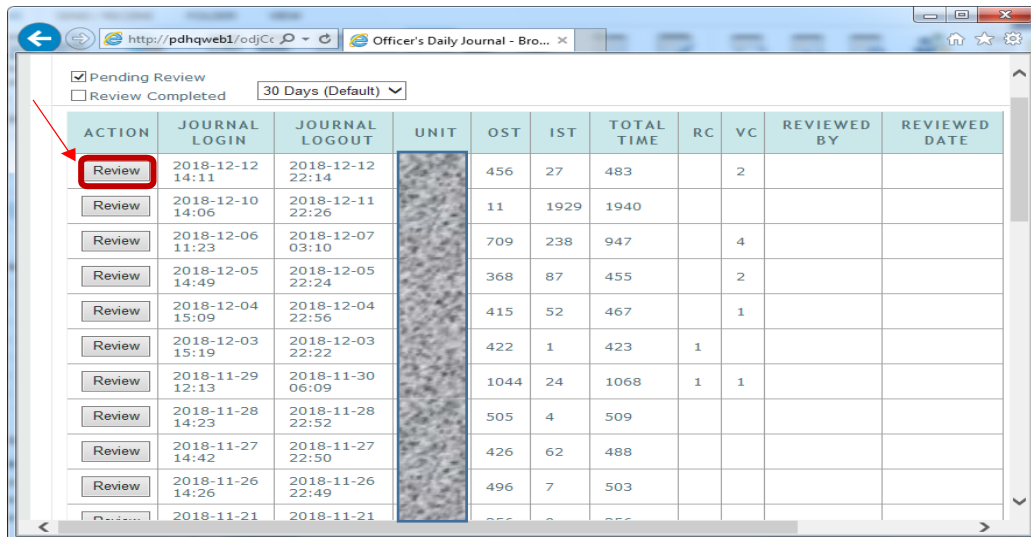 http://pdhqweb1/odjCc
Officer's Daily Journal - Bro...
Pending Review
Review Completed
30 Days (Default)
ACTION JOURNAL LOGIN JOURNAL LOGOUT UNIT OST IST TOTAL TIME RC VC REVIEWED BY REVIEWED DATE
Review 2018-12-12 14:11 2018-12-12 22:14 456 27 483 2
Review 2018-12-10 14:06 2018-12-11 22:26 11 1929 1940
Review 2018-12-06 11:23 2018-12-07 03:10 709 238 947 4
Review 2018-12-05 14:49 2018-12-05 22:24 368 87 455 2
Review 2018-12-04 15:09 2018-12-04 22:56 415 52 467 1
Review 2018-12-03 15:19 2018-12-03 22:22 422 1 423 1
Review 2018-11-29 12:13 2018-11-30 06:09 1044 24 1068 1 1
Review 2018-11-28 14:23 2018-11-28 22:52 505 4 509
Review 2018-11-27 14:42 2018-11-27 22:50 426 62 488
Review 2018-11-26 14:26 2018-11-26 22:49 496 7 503
2018-11-21 2018-11-21